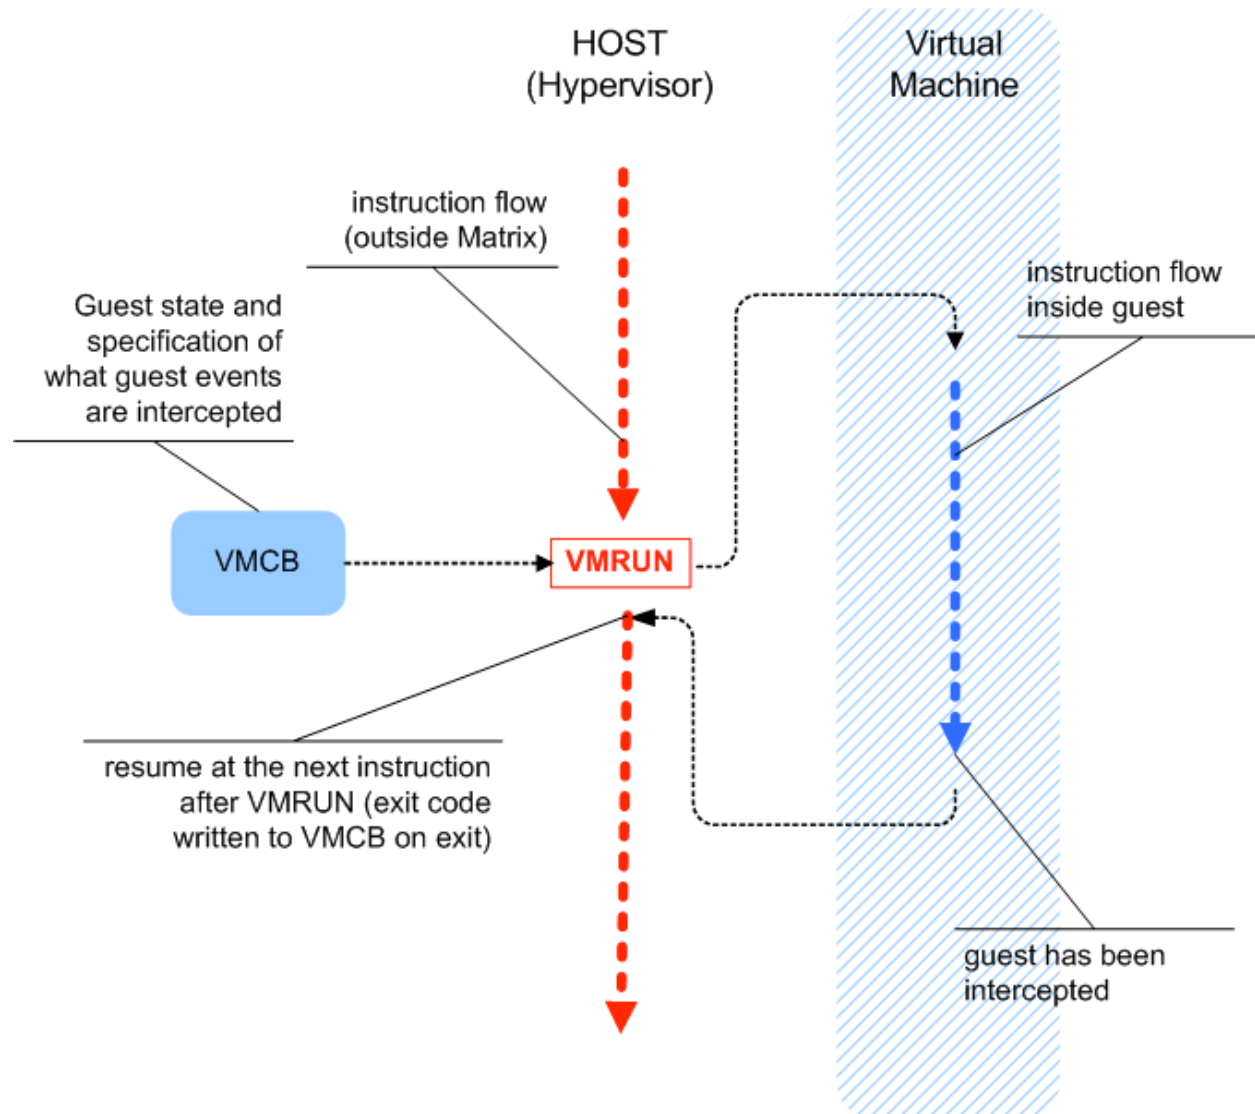 HOST
(Hypervisor)
Virtual
Machine
instruction flow
(outside Matrix)
instruction flow
inside guest
Guest state and
specification of
what guest events
are intercepted
VMCB
VMRUN
resume at the next instruction
after VMRUN (exit code
written to VMCB on exit)
guest has been
intercepted